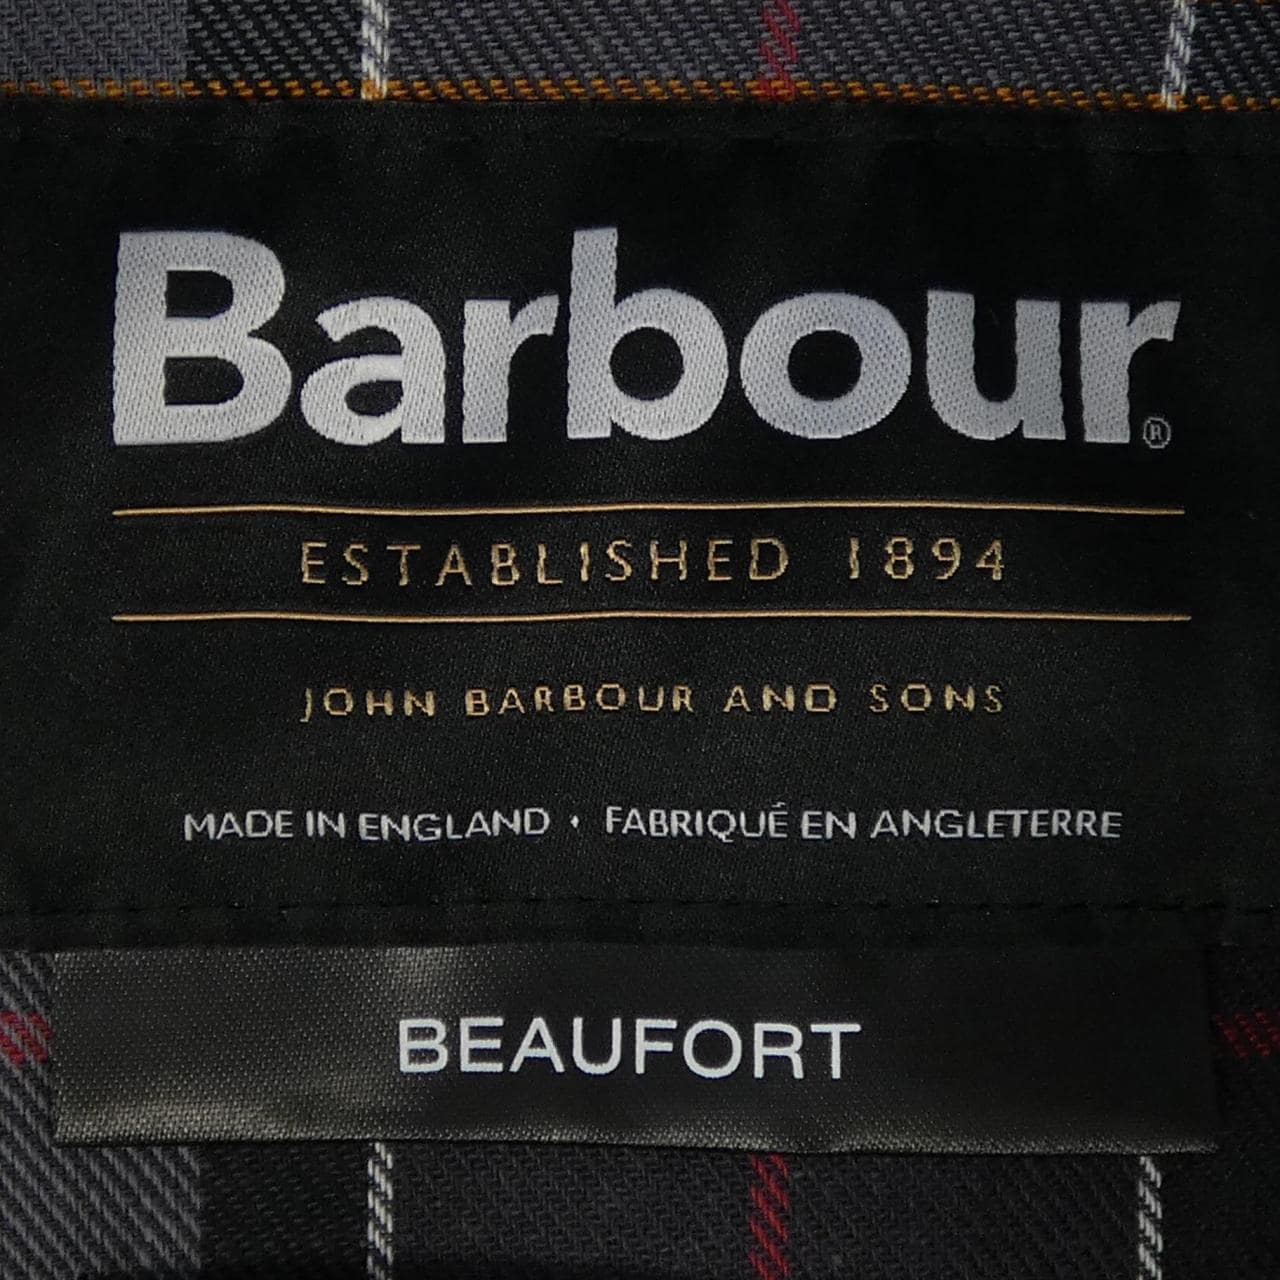 Barbour®
ESTABLISHED 1894
JOHN BARBOUR AND SONS
MADE IN ENGLAND · FABRIQUÉ EN ANGLETERRE
BEAUFORT